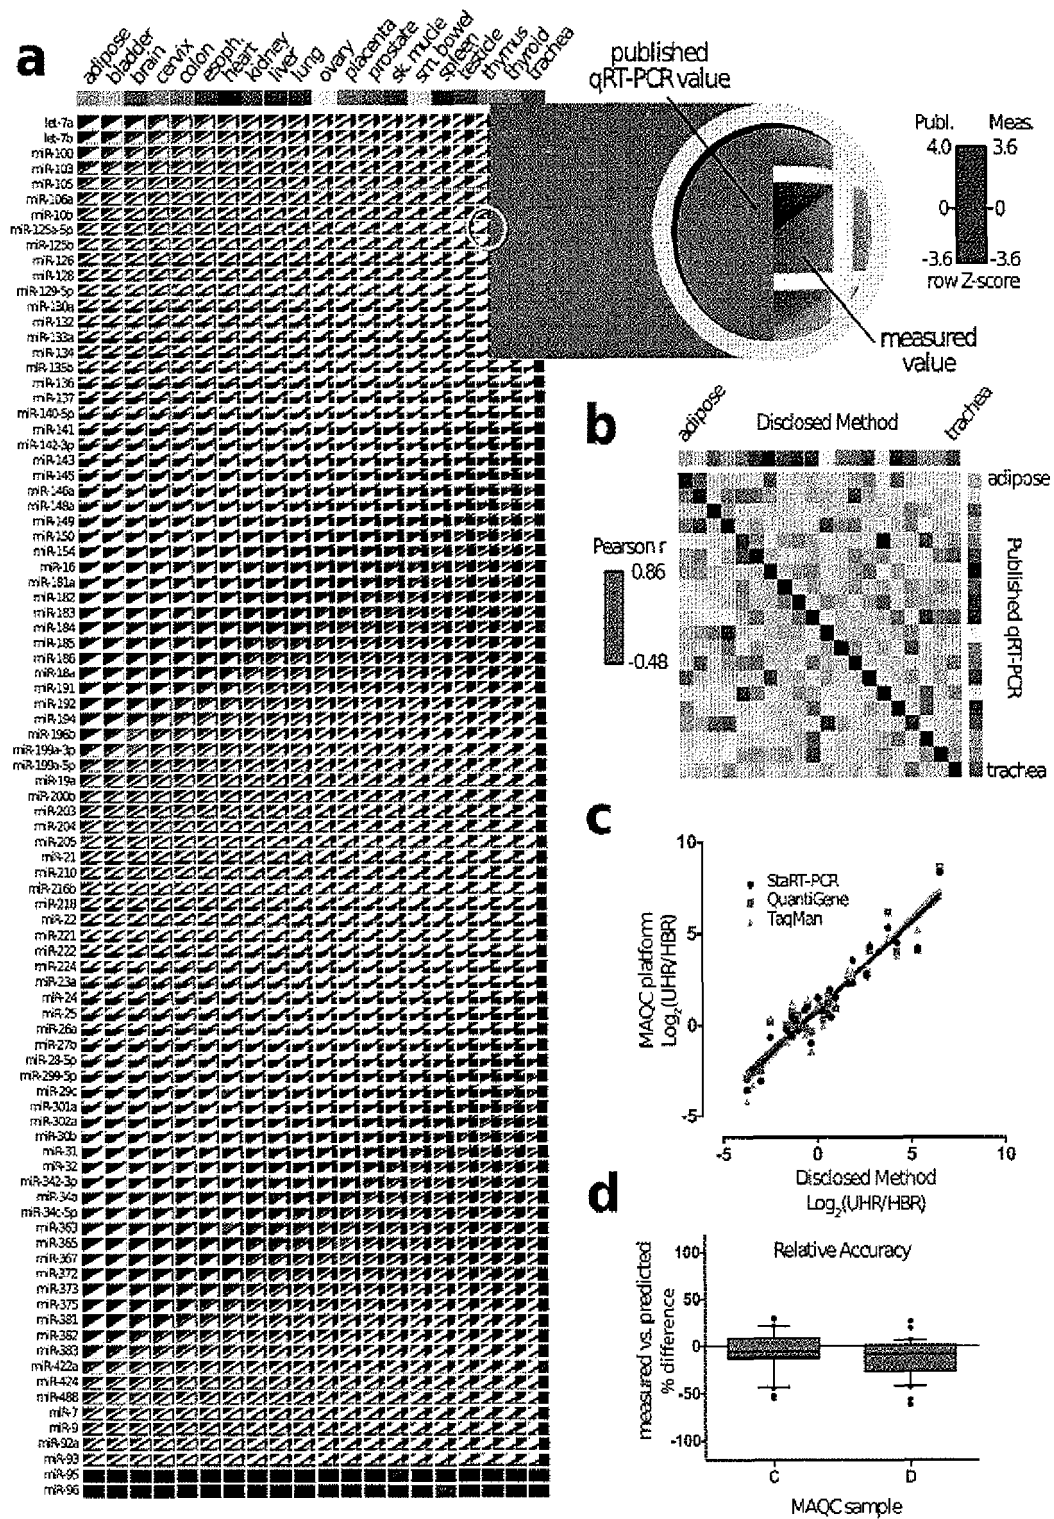 a
adipose
bladder
brain
cervix
colon
esoph.
heart
kidney
liver
lung
ovary
placenta
prostate
sk. mucle
sm. bowel
spleen
testicle
thymus
thyroid
trachea
let-7a
let-7b
miR-100
miR-103
miR-105
miR-106a
miR-10b
miR-125a-5p
miR-125b
miR-126
miR-128
miR-129-5p
miR-130a
miR-132
miR-133a
miR-134
miR-135b
miR-136
miR-137
miR-140-5p
miR-141
miR-142-3p
miR-143
miR-145
miR-146a
miR-148a
miR-149
miR-150
miR-154
miR-16
miR-181a
miR-182
miR-183
miR-184
miR-185
miR-186
miR-18a
miR-191
miR-192
miR-194
miR-196b
miR-199a-3p
miR-199a-5p
miR-19a
miR-200b
miR-203
miR-204
miR-205
miR-21
miR-210
miR-216b
miR-218
miR-22
miR-221
miR-222
miR-224
miR-23a
miR-24
miR-25
miR-26a
miR-27b
miR-28-5p
miR-299-5p
miR-29c
miR-301a
miR-302a
miR-30b
miR-31
miR-32
miR-342-3p
miR-34a
miR-34c-5p
miR-363
miR-365
miR-367
miR-372
miR-373
miR-375
miR-381
miR-382
miR-383
miR-422a
miR-424
miR-488
miR-7
miR-9
miR-92a
miR-93
miR-95
miR-96
published
qRT-PCR value
measured
value
Publ. Meas.
4.0 3.6
0 0
-3.6 -3.6
row Z-score
b
adipose
Disclosed Method
trachea
adipose
Published qRT-PCR
trachea
Pearson r
0.86
-0.48
c
10
5
0
-5
MAQC platform
Log2(UHR/HBR)
StaRT-PCR
QuantiGene
TaqMan
-5 0 5 10
Disclosed Method
Log2(UHR/HBR)
d
Relative Accuracy
measured vs. predicted
% difference
100
50
0
-50
-100
C D
MAQC sample